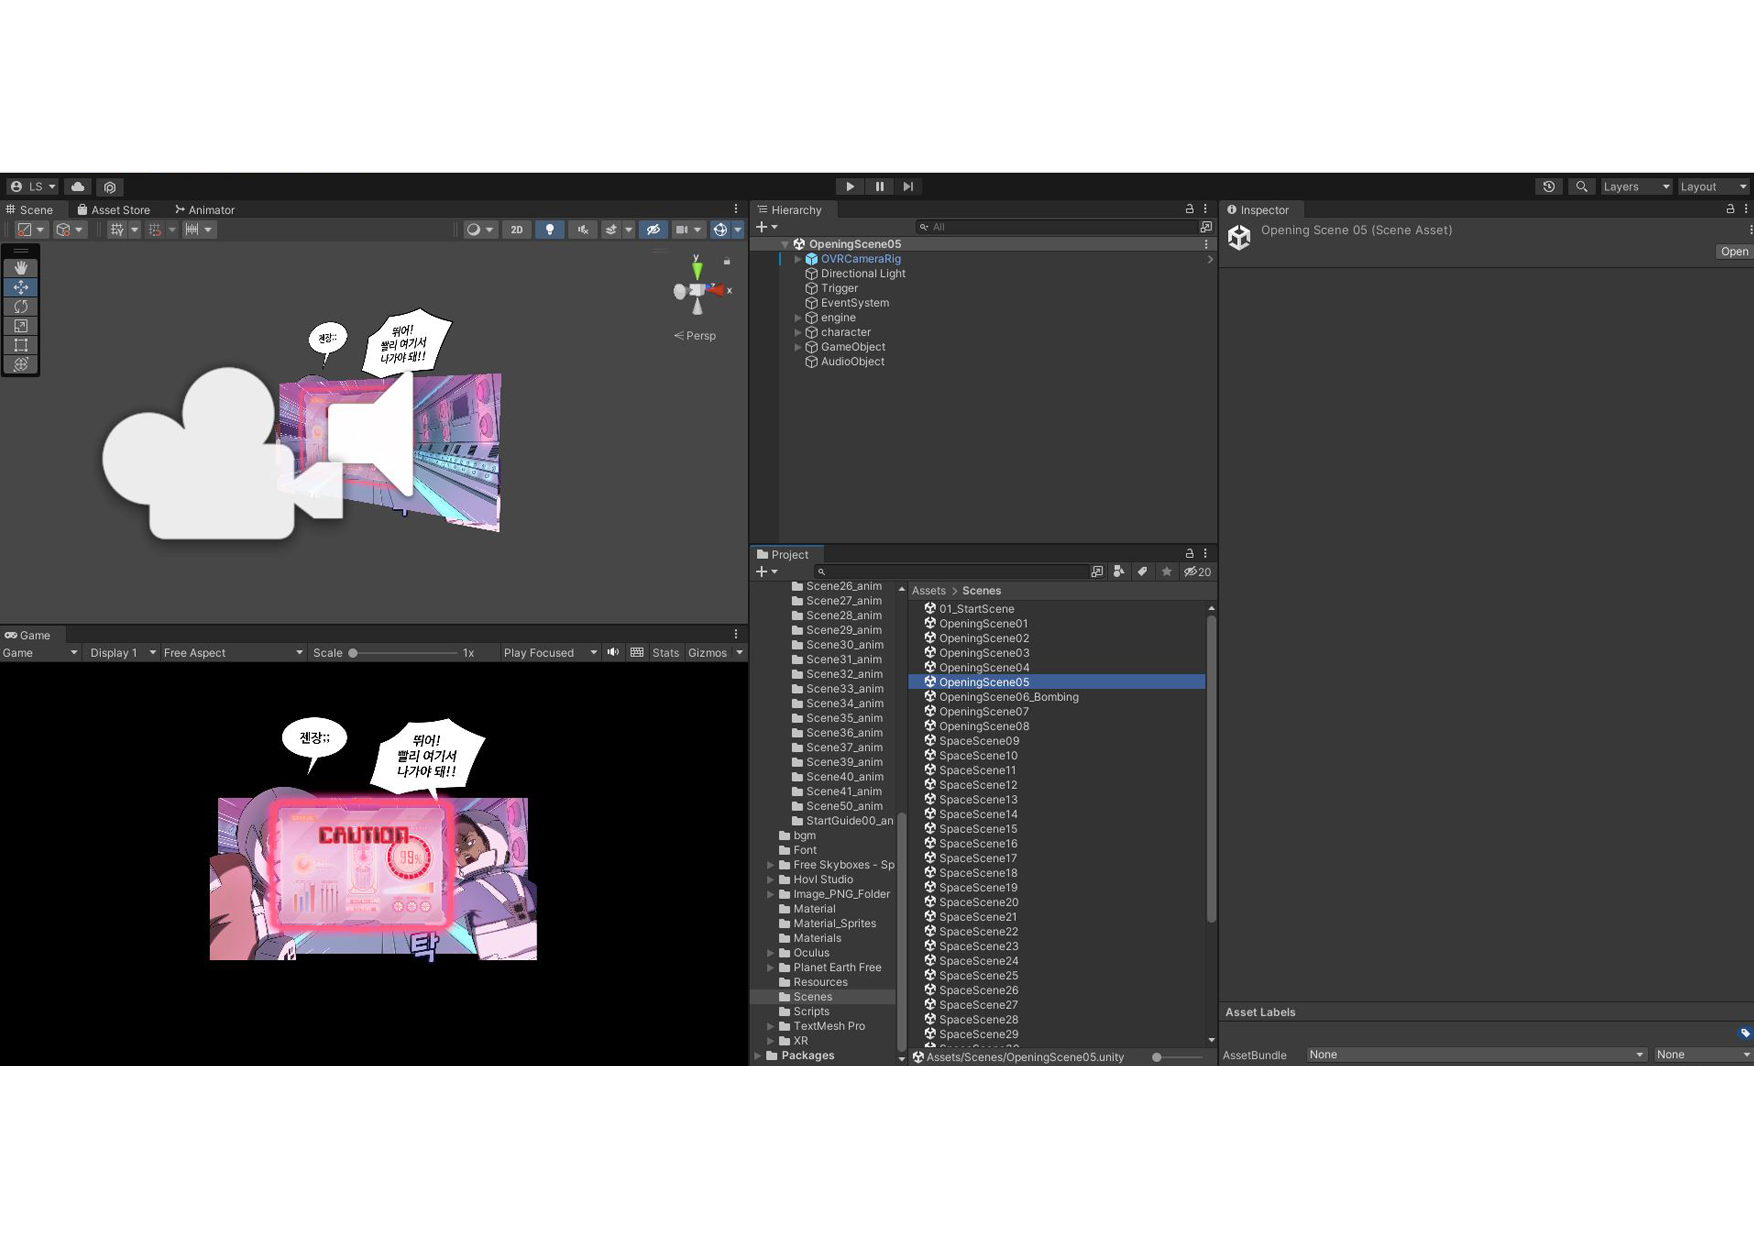 LS
Layers
Layout
Scene
Asset Store
Animator
2D
y
x
Persp
젠장;;
뛰어!
빨리 여기서
나가야 돼!!
Game
Game
Display 1
Free Aspect
Scale
1x
Play Focused
Stats
Gizmos
젠장;;
뛰어!
빨리 여기서
나가야 돼!!
CAUTION
99%
탁
Hierarchy
All
OpeningScene05
OVRCameraRig
Directional Light
Trigger
EventSystem
engine
character
GameObject
AudioObject
Project
20
Scene26_anim
Scene27_anim
Scene28_anim
Scene29_anim
Scene30_anim
Scene31_anim
Scene32_anim
Scene33_anim
Scene34_anim
Scene35_anim
Scene36_anim
Scene37_anim
Scene39_anim
Scene40_anim
Scene41_anim
Scene50_anim
StartGuide00_an
bgm
Font
Free Skyboxes - Sp
Hovl Studio
Image_PNG_Folder
Material
Material_Sprites
Materials
Oculus
Planet Earth Free
Resources
Scenes
Scripts
TextMesh Pro
XR
Packages
Assets > Scenes
01_StartScene
OpeningScene01
OpeningScene02
OpeningScene03
OpeningScene04
OpeningScene05
OpeningScene06_Bombing
OpeningScene07
OpeningScene08
SpaceScene09
SpaceScene10
SpaceScene11
SpaceScene12
SpaceScene13
SpaceScene14
SpaceScene15
SpaceScene16
SpaceScene17
SpaceScene18
SpaceScene19
SpaceScene20
SpaceScene21
SpaceScene22
SpaceScene23
SpaceScene24
SpaceScene25
SpaceScene26
SpaceScene27
SpaceScene28
SpaceScene29
Assets/Scenes/OpeningScene05.unity
Inspector
Opening Scene 05 (Scene Asset)
Open
Asset Labels
AssetBundle
None
None